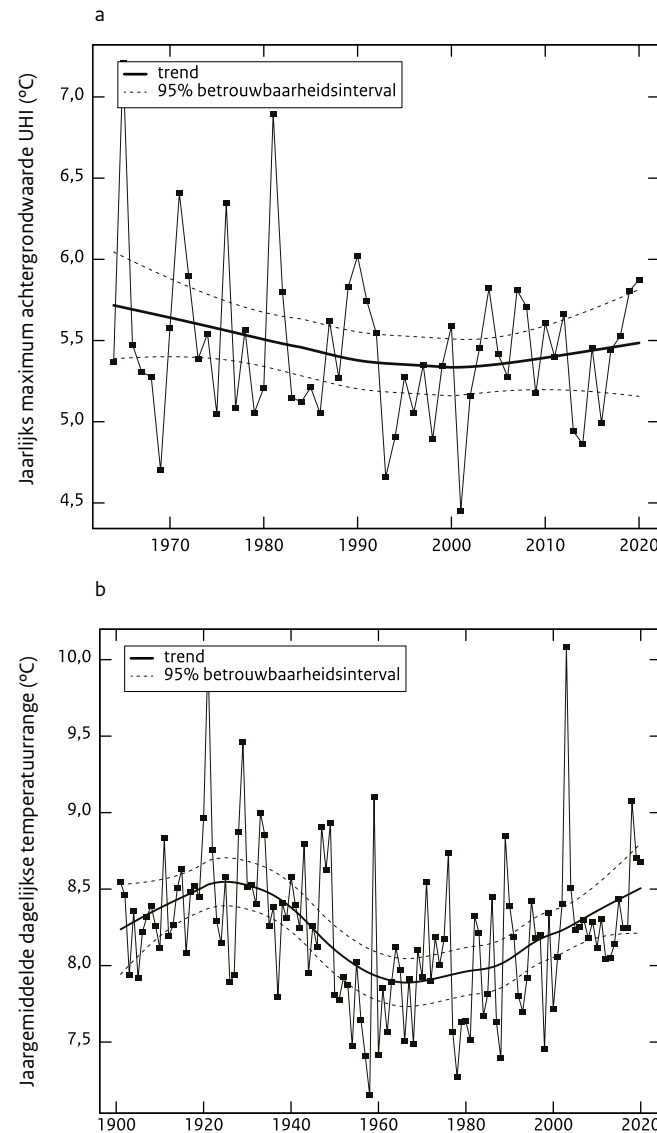 a
Jaarlijks maximum achtergrondwaarde UHI (°C)
trend
95% betrouwbaarheidsinterval
7,0
6,5
6,0
5,5
5,0
4,5
1970 1980 1990 2000 2010 2020
b
Jaargemiddelde dagelijkse temperatuurrange (°C)
trend
95% betrouwbaarheidsinterval
10,0
9,5
9,0
8,5
8,0
7,5
1900 1920 1940 1960 1980 2000 2020